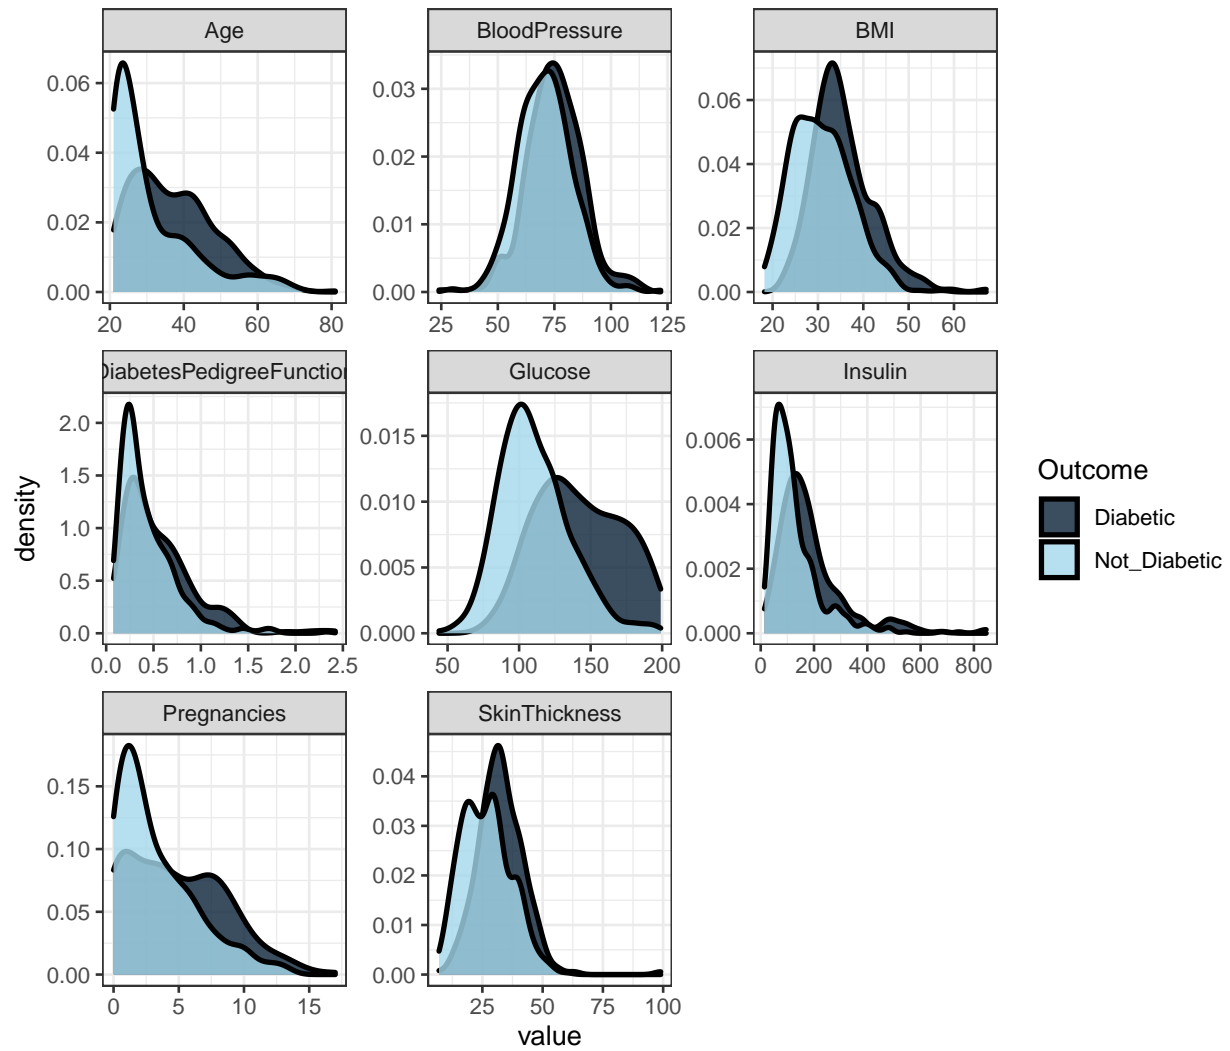 Age
BloodPressure
BMI
0.06
0.04
0.02
0.00
20 40 60 80
0.03
0.02
0.01
0.00
25 50 75 100 125
0.06
0.04
0.02
0.00
20 30 40 50 60
DiabetesPedigreeFunction
Glucose
Insulin
2.0
1.5
1.0
0.5
0.0
0.0 0.5 1.0 1.5 2.0 2.5
0.015
0.010
0.005
0.000
50 100 150 200
0.006
0.004
0.002
0.000
0 200 400 600 800
Pregnancies
SkinThickness
0.15
0.10
0.05
0.00
0 5 10 15
0.04
0.03
0.02
0.01
0.00
25 50 75 100
density
value
Outcome
Diabetic
Not_Diabetic